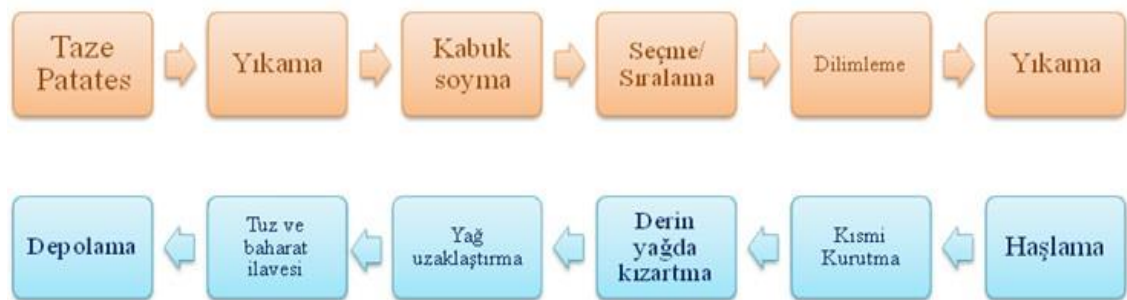 Taze
Patates
Yıkama
Kabuk
soyma
Seçme/
Sıralama
Dilimleme
Yıkama
Haşlama
Kısmi
Kurutma
Derin
yağda
kızartma
Yağ
uzaklaştırma
Tuz ve
baharat
ilavesi
Depolama